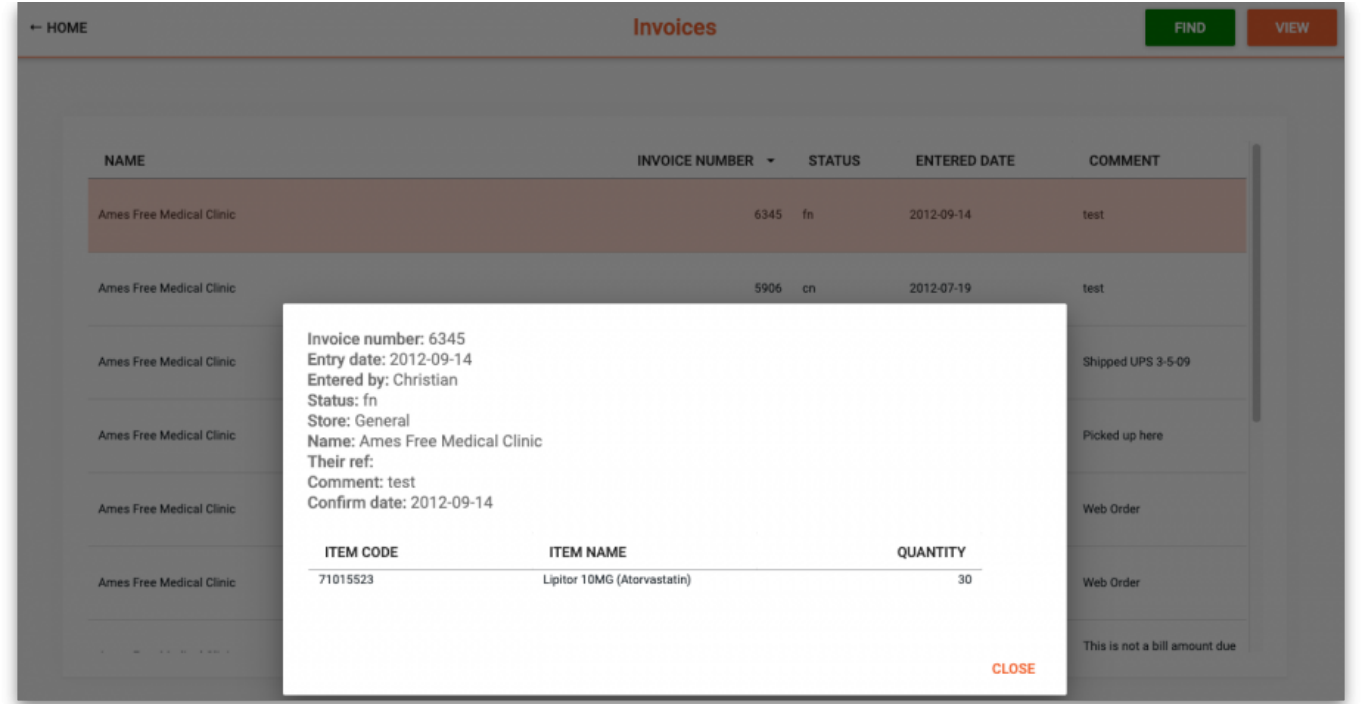 ← HOME Invoices FIND VIEW
NAME INVOICE NUMBER STATUS ENTERED DATE COMMENT
Ames Free Medical Clinic 6345 fn 2012-09-14 test
Ames Free Medical Clinic 5906 cn 2012-07-19 test
Ames Free Medical Clinic Shipped UPS 3-5-09
Ames Free Medical Clinic Picked up here
Ames Free Medical Clinic Web Order
Ames Free Medical Clinic Web Order
This is not a bill amount due
Invoice number: 6345
Entry date: 2012-09-14
Entered by: Christian
Status: fn
Store: General
Name: Ames Free Medical Clinic
Their ref:
Comment: test
Confirm date: 2012-09-14
ITEM CODE ITEM NAME QUANTITY
71015523 Lipitor 10MG (Atorvastatin) 30
CLOSE